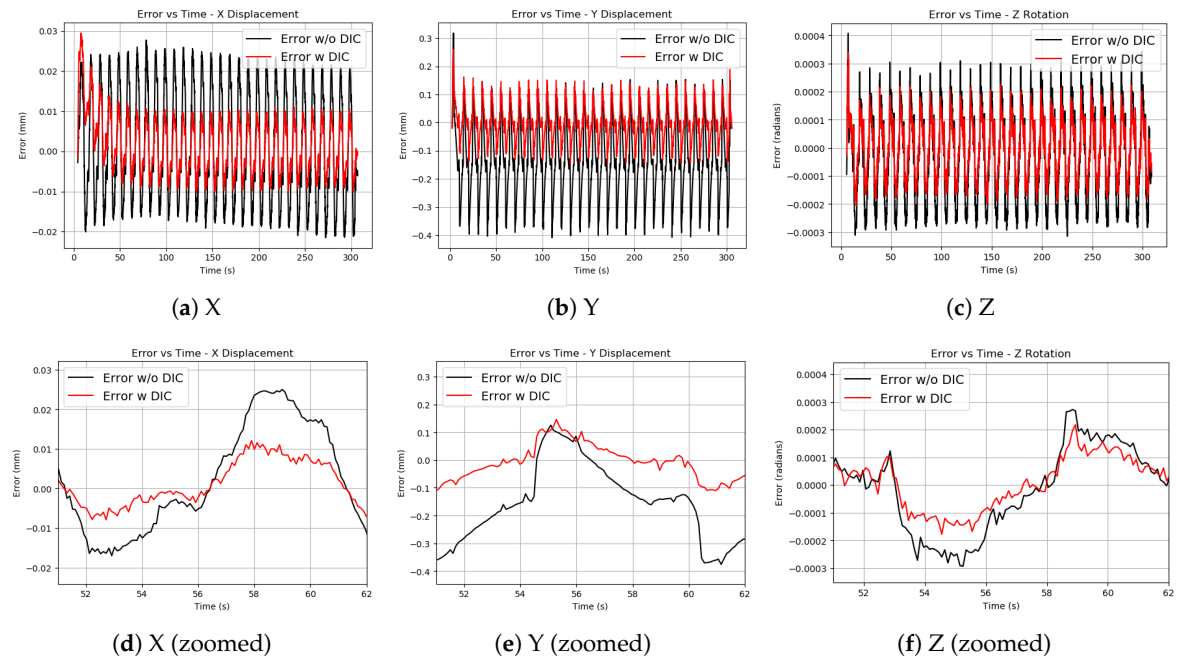 Error vs Time - X Displacement
Error vs Time - Y Displacement
Error vs Time - Z Rotation
Error (mm)
0.03
0.02
0.01
0.00
−0.01
−0.02
Error w/o DIC
Error w DIC
0 50 100 150 200 250 300
Time (s)
Error (mm)
0.3
0.2
0.1
0.0
−0.1
−0.2
−0.3
−0.4
Error w/o DIC
Error w DIC
0 50 100 150 200 250 300
Time (s)
Error (radians)
0.0004
0.0003
0.0002
0.0001
0.0000
−0.0001
−0.0002
−0.0003
Error w/o DIC
Error w DIC
0 50 100 150 200 250 300
Time (s)
(a) X
(b) Y
(c) Z
Error vs Time - X Displacement
Error vs Time - Y Displacement
Error vs Time - Z Rotation
Error (mm)
0.03
0.02
0.01
0.00
−0.01
−0.02
Error w/o DIC
Error w DIC
52 54 56 58 60 62
Time (s)
Error (mm)
0.3
0.2
0.1
0.0
−0.1
−0.2
−0.3
−0.4
Error w/o DIC
Error w DIC
52 54 56 58 60 62
Time (s)
Error (radians)
0.0004
0.0003
0.0002
0.0001
0.0000
−0.0001
−0.0002
−0.0003
Error w/o DIC
Error w DIC
52 54 56 58 60 62
Time (s)
(d) X (zoomed)
(e) Y (zoomed)
(f) Z (zoomed)